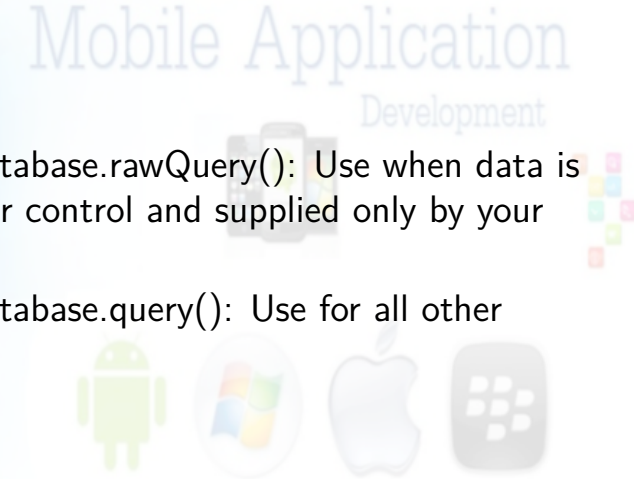 Mobile Application
Development
tabase.rawQuery(): Use when data is
r control and supplied only by your
tabase.query(): Use for all other